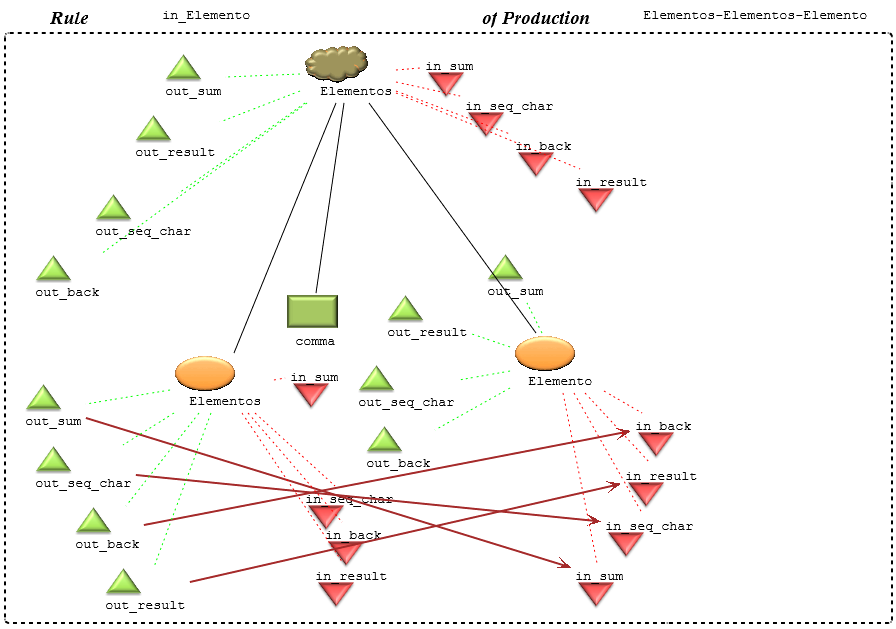 Rule in_Elemento of Production Elementos-Elementos-Elemento
in_sum
out_sum
Elementos
in_seq_char
out_result
in_back
in_result
out_seq_char
out_back
out_sum
out_result
comma
in_sum
Elemento
Elementos
out_seq_char
out_sum
in_back
out_back
in_result
out_seq_char
in_seq_char
in_seq_char
in_back
out_back
in_result
in_sum
out_result